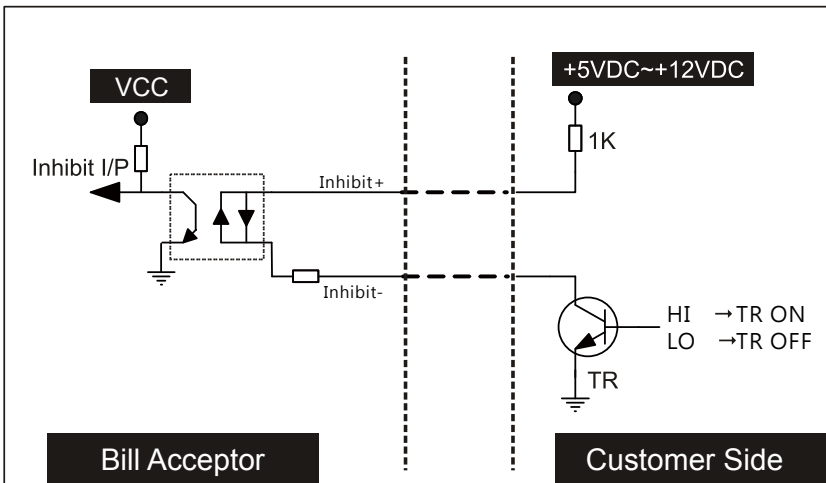 VCC
+5VDC~+12VDC
1K
Inhibit I/P
Inhibit+
Inhibit-
HI →TR ON
LO →TR OFF
TR
Bill Acceptor
Customer Side